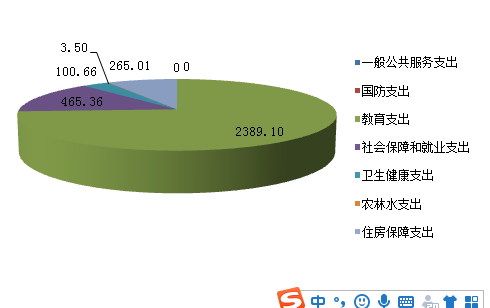 3.50
265.01
0
0
100.66
465.36
2389.10
一般公共服务支出
国防支出
教育支出
社会保障和就业支出
卫生健康支出
农林水支出
住房保障支出
S 中